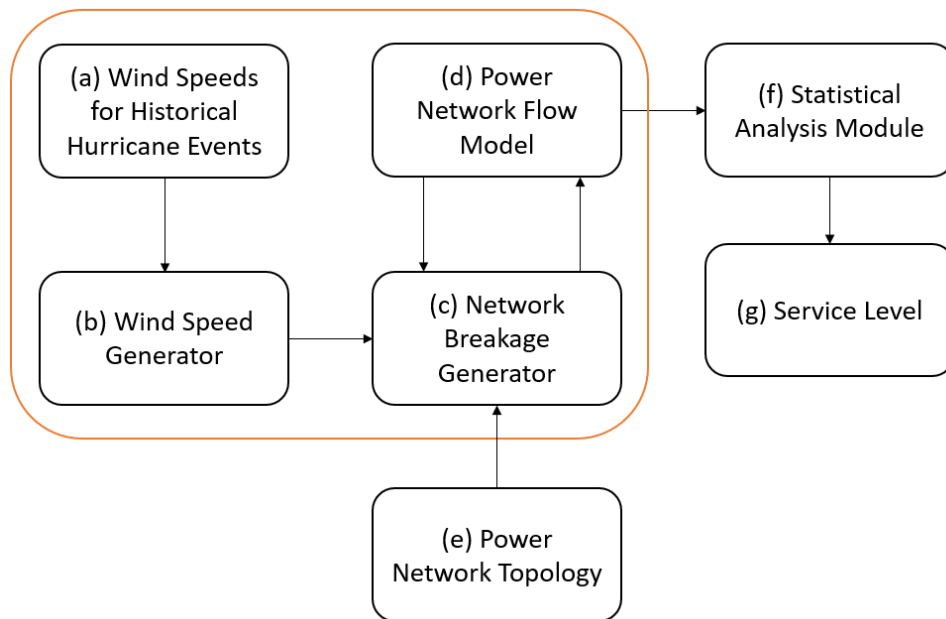 (a) Wind Speeds
for Historical
Hurricane Events
(d) Power
Network Flow
Model
(f) Statistical
Analysis Module
(b) Wind Speed
Generator
(c) Network
Breakage
Generator
(g) Service Level
(e) Power
Network Topology